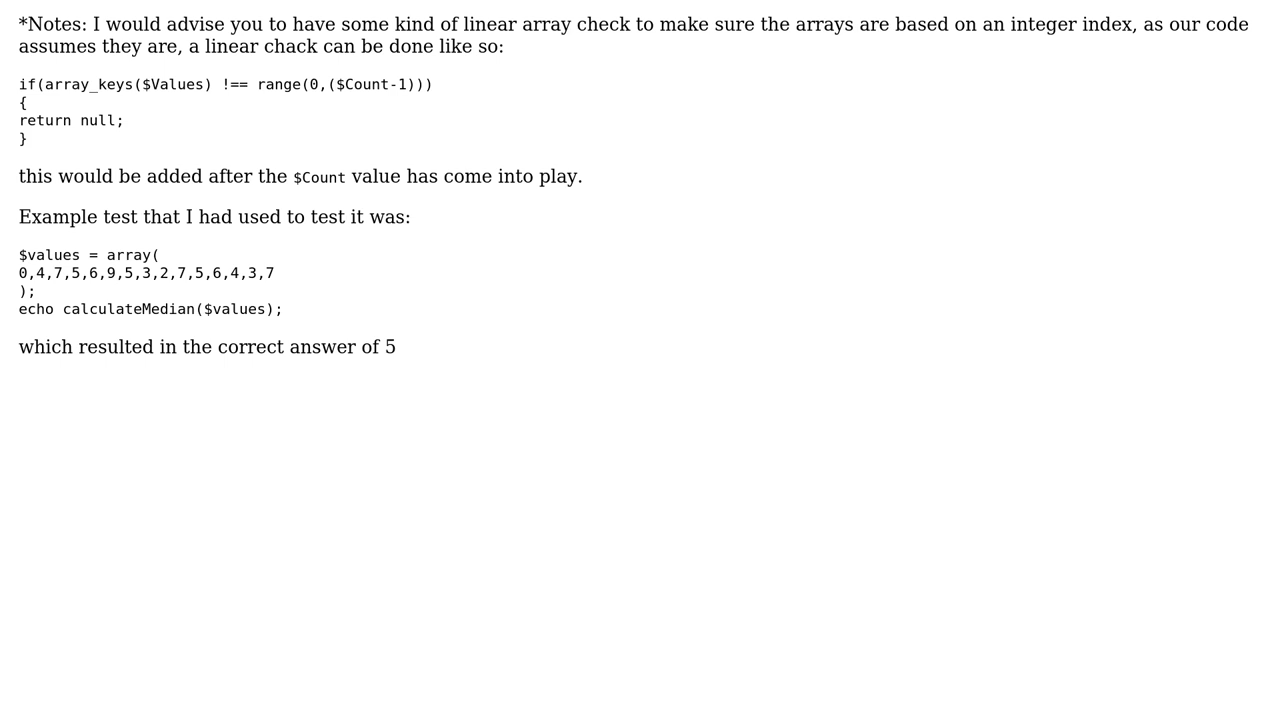 *Notes: I would advise you to have some kind of linear array check to make sure the arrays are based on an integer index, as our code
assumes they are, a linear chack can be done like so:
if(array_keys($Values) !== range(0,($Count-1)))
{
return null;
}
this would be added after the $Count value has come into play.
Example test that I had used to test it was:
$values = array(
0,4,7,5,6,9,5,3,2,7,5,6,4,3,7
);
echo calculateMedian($values);
which resulted in the correct answer of 5